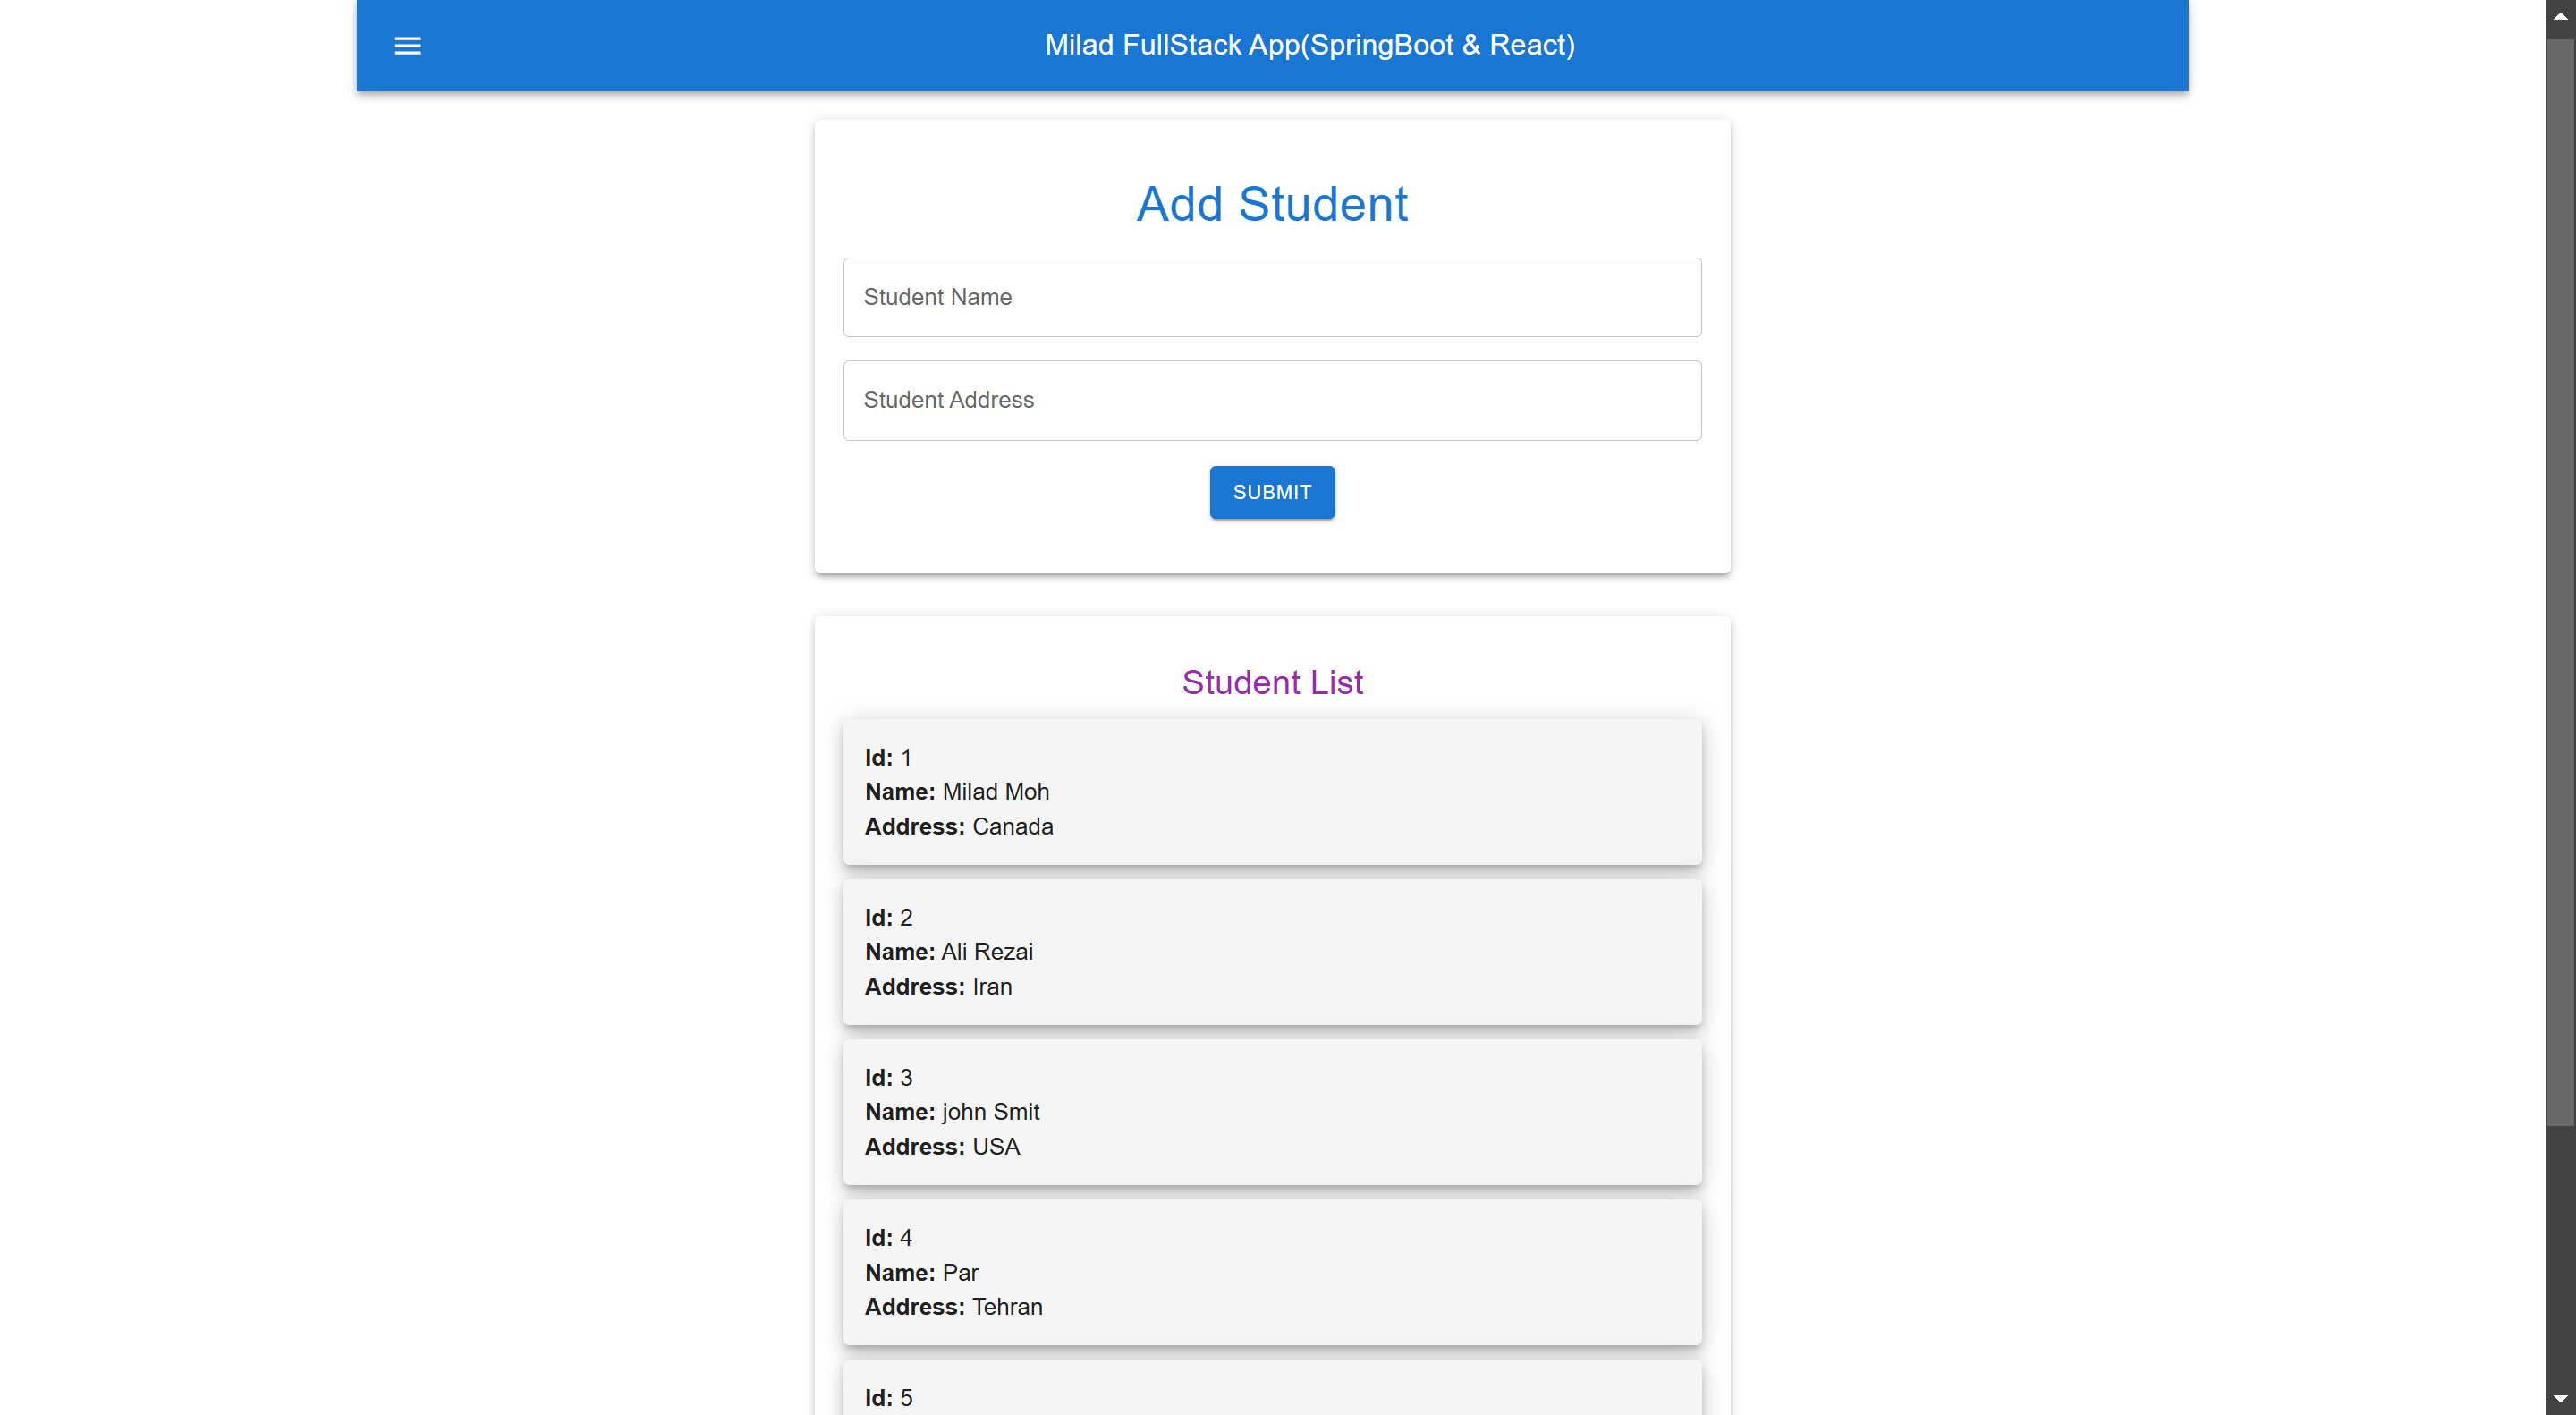 Milad FullStack App(SpringBoot & React)
Add Student
Student Name
Student Address
SUBMIT
Student List
Id: 1
Name: Milad Moh
Address: Canada
Id: 2
Name: Ali Rezai
Address: Iran
Id: 3
Name: john Smit
Address: USA
Id: 4
Name: Par
Address: Tehran
Id: 5